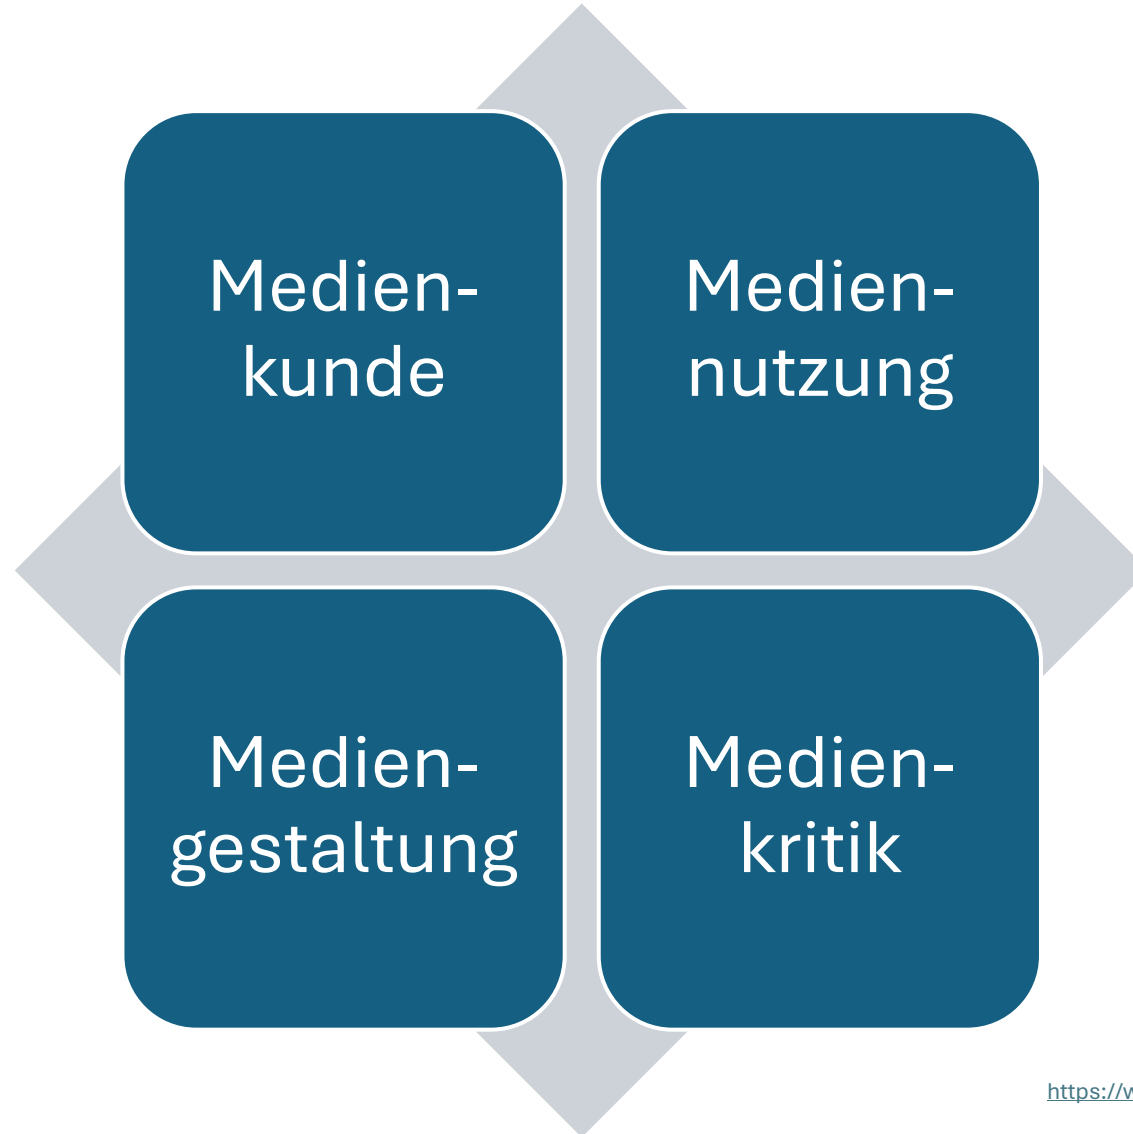 Medien-
kunde
Medien-
nutzung
Medien-
gestaltung
Medien-
kritik
https://w